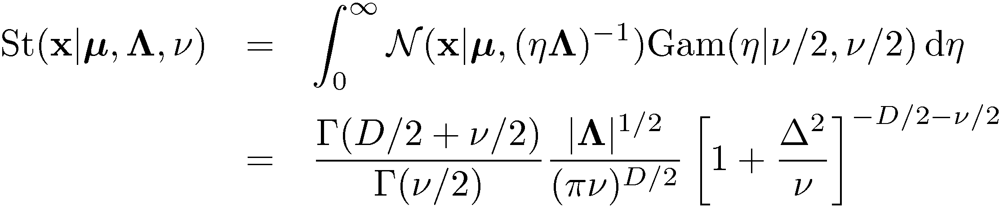 St(𝐱|𝝁, 𝚲, ν) = ∫₀^∞ 𝒩(𝐱|𝝁, (η𝚲)⁻¹)Gam(η|ν/2, ν/2) dη
= Γ(D/2 + ν/2)/Γ(ν/2) |𝚲|^{1/2}/(πν)^{D/2} [1 + Δ²/ν]^{−D/2−ν/2}